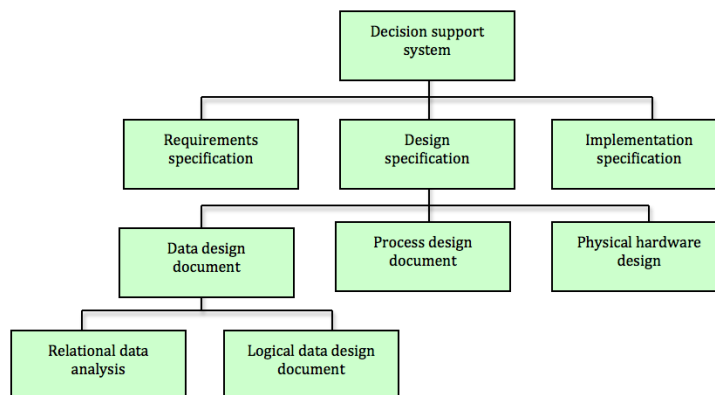 Decision support
system
Requirements
specification
Design
specification
Implementation
specification
Data design
document
Process design
document
Physical hardware
design
Relational data
analysis
Logical data design
document